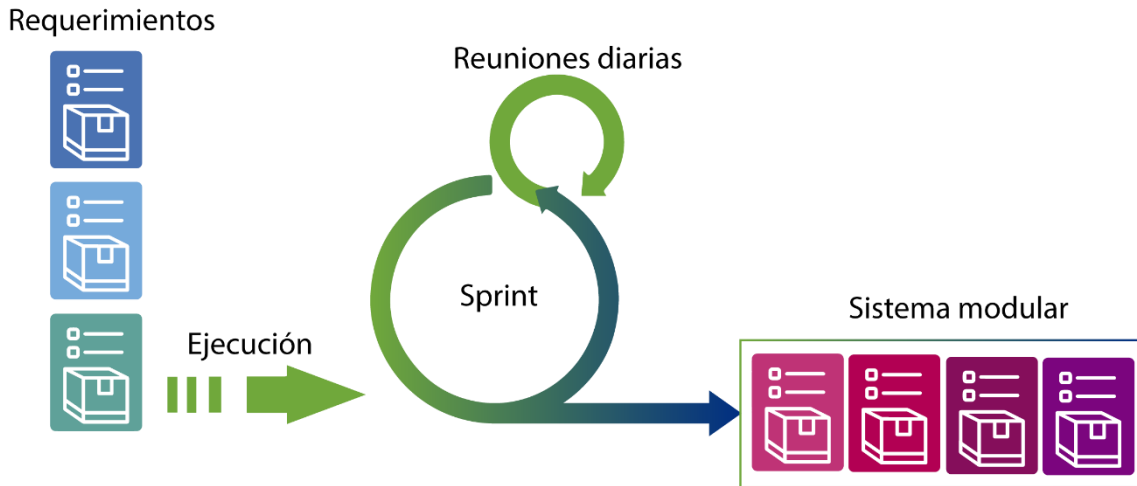 Requerimientos
Reuniones diarias
Sprint
Ejecución
Sistema modular